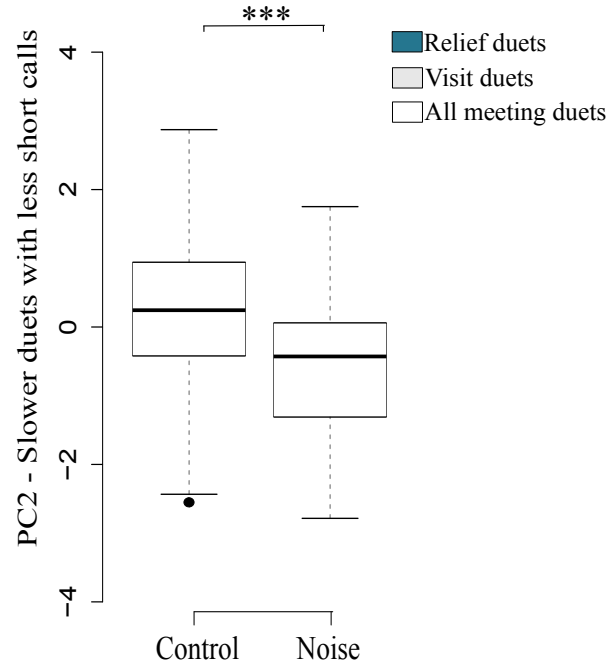 ***
Relief duets
Visit duets
All meeting duets
PC2 - Slower duets with less short calls
4
2
0
−2
−4
Control
Noise